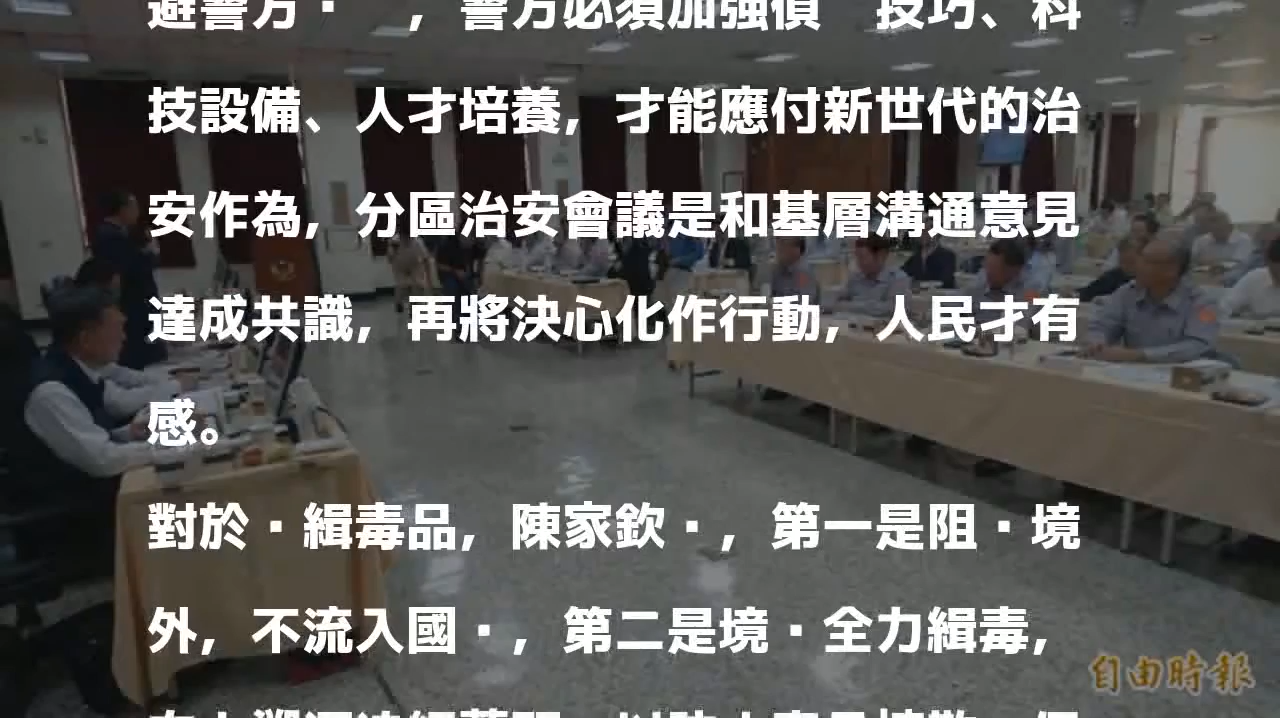 避警方·　，警方必須加強偵　技巧、科
技設備、人才培養，才能應付新世代的治
安作為，分區治安會議是和基層溝通意見
達成共識，再將決心化作行動，人民才有
感。
對於·緝毒品，陳家欽·，第一是阻·境
外，不流入國·，第二是境·全力緝毒，
自由時報